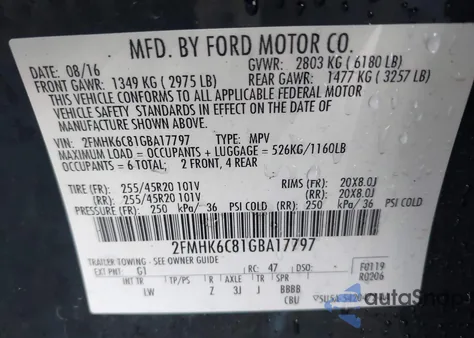 MFD. BY FORD MOTOR CO.
DATE: 08/16 GVWR: 2803 KG ( 6180 LB)
FRONT GAWR: 1349 KG ( 2975 LB) REAR GAWR: 1477 KG ( 3257 LB)
THIS VEHICLE CONFORMS TO ALL APPLICABLE FEDERAL MOTOR
VEHICLE SAFETY AND BUMPER STANDARDS AND THEFT PREVENTION
STANDARDS IN EFFECT ON THE DATE OF MANUFACTURE SHOWN ABOVE.
VIN: 2FMHK6C81GBA17797 TYPE: MPV
MAXIMUM LOAD = OCCUPANTS + LUGGAGE = 526KG/1160LB
OCCUPANTS = 6 TOTAL; 2 FRONT, 4 REAR
TIRE (FR): 255/45R20 101V RIMS (FR): 20X8.0J
(RR): 255/45R20 101V (RR): 20X8.0J
PRESSURE (FR): 250 kPa/ 36 PSI COLD (RR): 250 kPa/ 36 PSI COLD
2FMHK6C81GBA17797
TRAILER TOWING - SEE OWNER GUIDE
EXT PNT: G1 RC: 47 DSO: F0119
R0206
INT TR TP/PS R AXLE TR SPR
LW Z 3J J BBBB
CBU
autoSnap